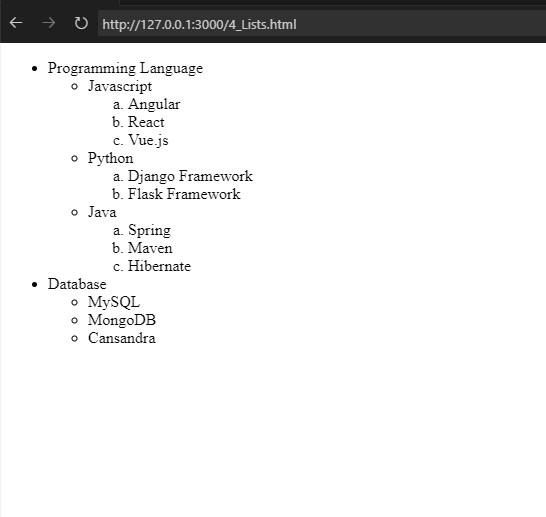 http://127.0.0.1:3000/4_Lists.html
Programming Language
Javascript
a. Angular
b. React
c. Vue.js
Python
a. Django Framework
b. Flask Framework
Java
a. Spring
b. Maven
c. Hibernate
Database
MySQL
MongoDB
Cansandra